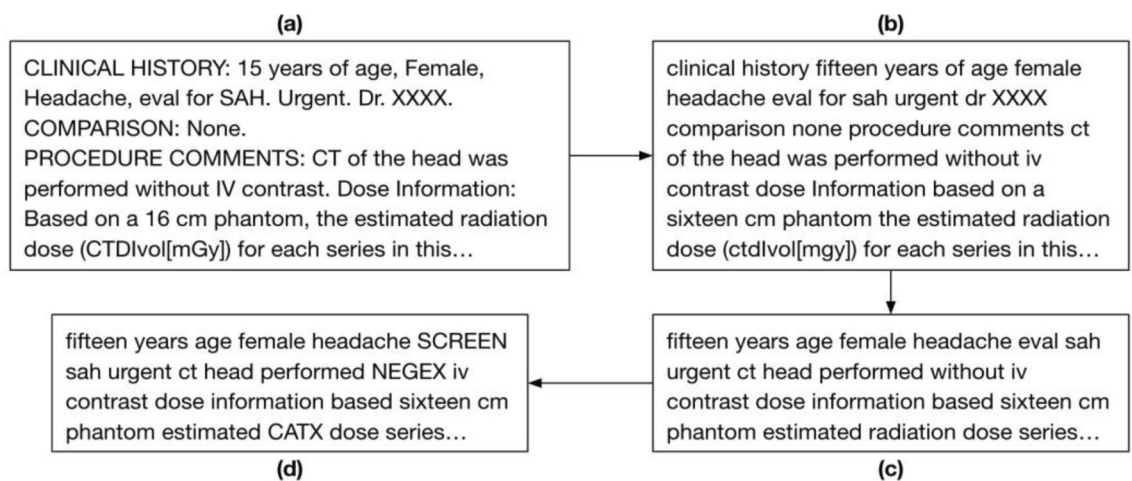 (a)
CLINICAL HISTORY: 15 years of age, Female,
Headache, eval for SAH. Urgent. Dr. XXXX.
COMPARISON: None.
PROCEDURE COMMENTS: CT of the head was
performed without IV contrast. Dose Information:
Based on a 16 cm phantom, the estimated radiation
dose (CTDIvol[mGy]) for each series in this…
(b)
clinical history fifteen years of age female
headache eval for sah urgent dr XXXX
comparison none procedure comments ct
of the head was performed without iv
contrast dose Information based on a
sixteen cm phantom the estimated radiation
dose (ctdIvol[mgy]) for each series in this…
fifteen years age female headache eval sah
urgent ct head performed without iv
contrast dose information based sixteen cm
phantom estimated radiation dose series…
(c)
fifteen years age female headache SCREEN
sah urgent ct head performed NEGEX iv
contrast dose information based sixteen cm
phantom estimated CATX dose series…
(d)